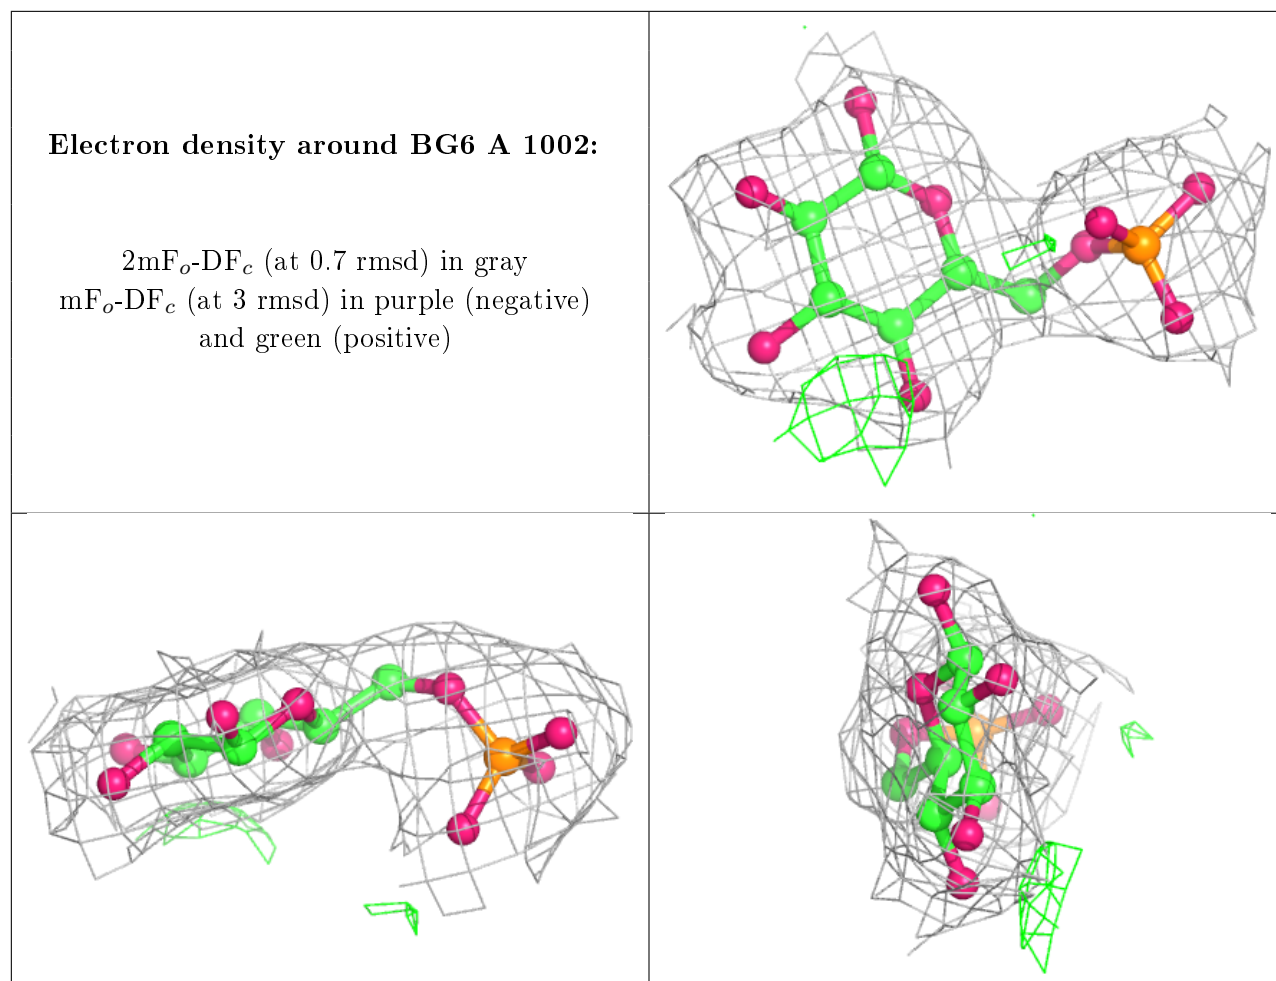 Electron density around BG6 A 1002:
2mFₒ-DF𝒸 (at 0.7 rmsd) in gray
mFₒ-DF𝒸 (at 3 rmsd) in purple (negative)
and green (positive)